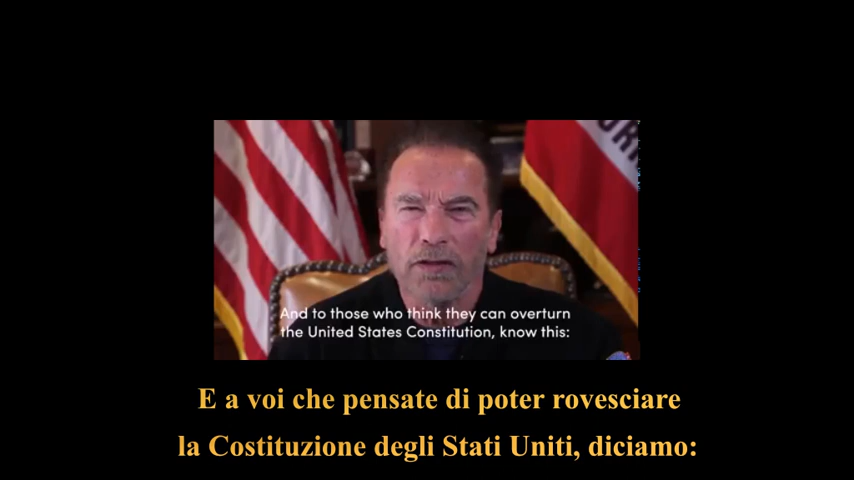 And to those who think they can overturn
the United States Constitution, know this:
E a voi che pensate di poter rovesciare
la Costituzione degli Stati Uniti, diciamo: